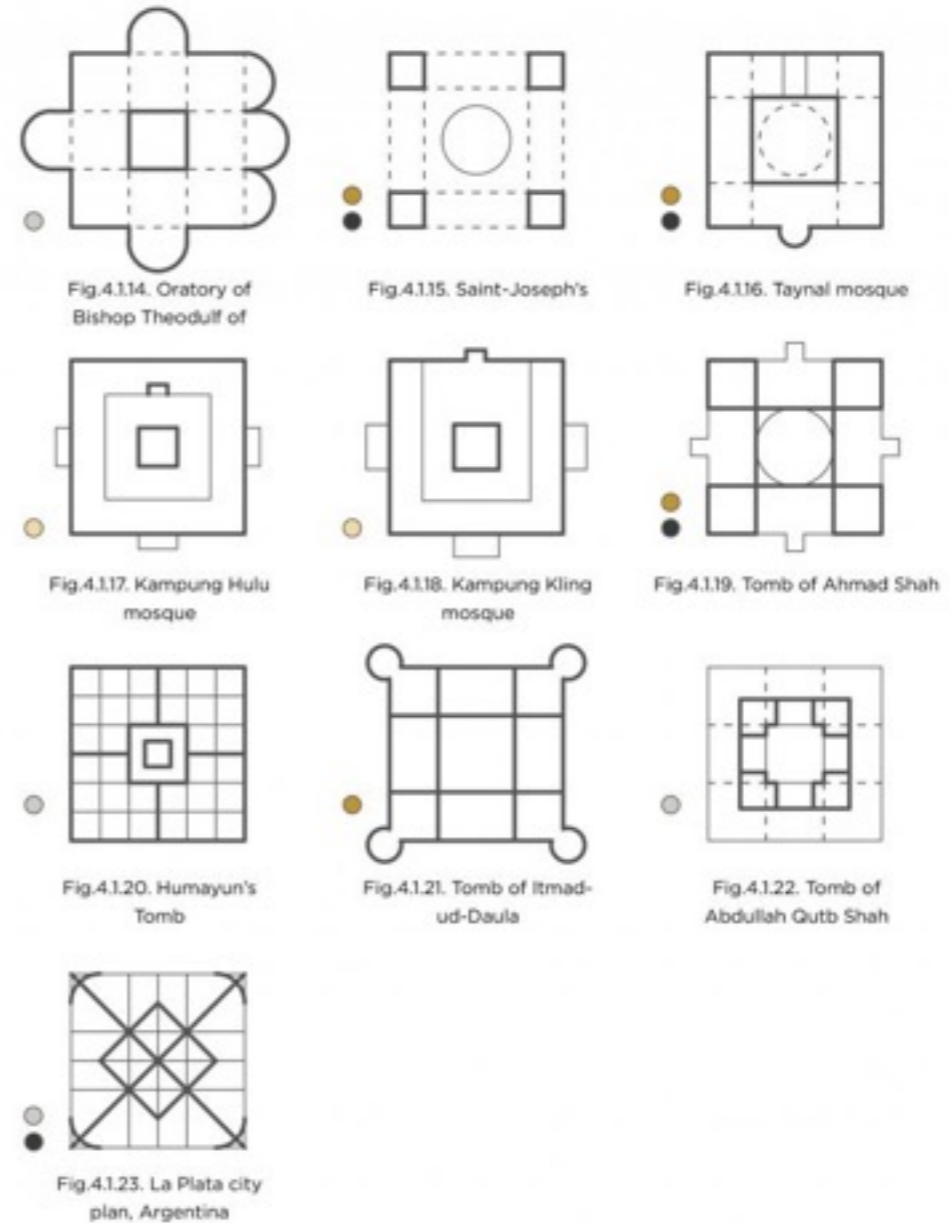 Fig.4.1.14. Oratory of
Bishop Theodulf of
Fig.4.1.15. Saint-Joseph's
Fig.4.1.16. Taynal mosque
Fig.4.1.17. Kampung Hulu
mosque
Fig.4.1.18. Kampung Kling
mosque
Fig.4.1.19. Tomb of Ahmad Shah
Fig.4.1.20. Humayun's
Tomb
Fig.4.1.21. Tomb of Itmad-
ud-Daula
Fig.4.1.22. Tomb of
Abdullah Qutb Shah
Fig.4.1.23. La Plata city
plan, Argentina